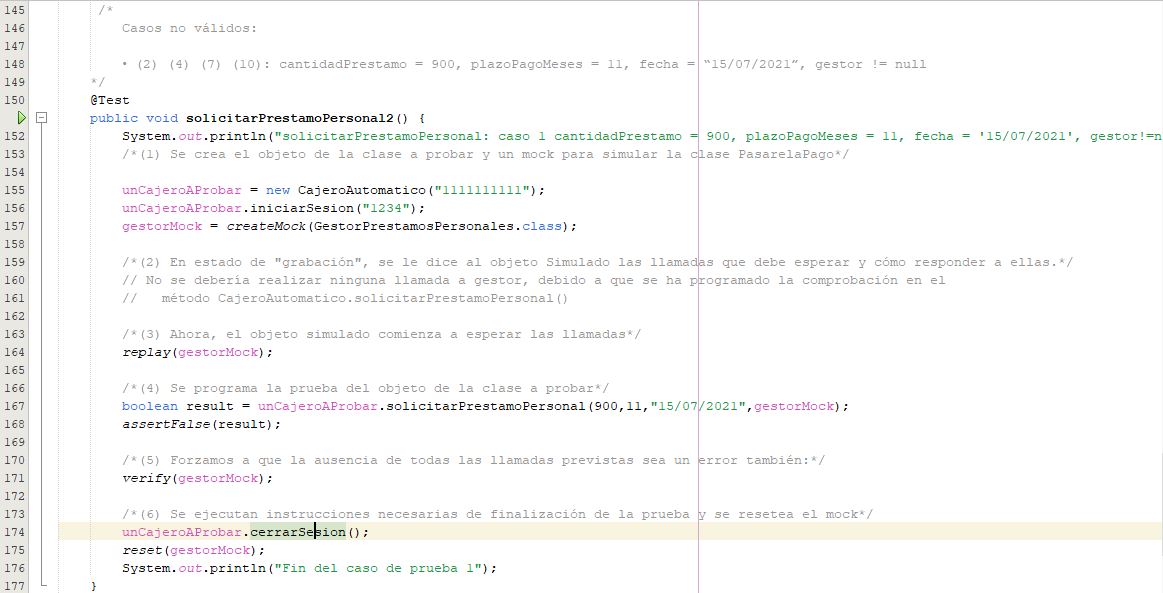 145 /*
146 Casos no válidos:
147
148 • (2) (4) (7) (10): cantidadPrestamo = 900, plazoPagoMeses = 11, fecha = “15/07/2021”, gestor != null
149 */
150 @Test
public void solicitarPrestamoPersonal2() {
152 System.out.println("solicitarPrestamoPersonal: caso 1 cantidadPrestamo = 900, plazoPagoMeses = 11, fecha = '15/07/2021', gestor!=n
153 /*(1) Se crea el objeto de la clase a probar y un mock para simular la clase PasarelaPago*/
154
155 unCajeroAProbar = new CajeroAutomatico("1111111111");
156 unCajeroAProbar.iniciarSesion("1234");
157 gestorMock = createMock(GestorPrestamosPersonales.class);
158
159 /*(2) En estado de "grabación", se le dice al objeto Simulado las llamadas que debe esperar y cómo responder a ellas.*/
160 // No se debería realizar ninguna llamada a gestor, debido a que se ha programado la comprobación en el
161 // método CajeroAutomatico.solicitarPrestamoPersonal()
162
163 /*(3) Ahora, el objeto simulado comienza a esperar las llamadas*/
164 replay(gestorMock);
165
166 /*(4) Se programa la prueba del objeto de la clase a probar*/
167 boolean result = unCajeroAProbar.solicitarPrestamoPersonal(900,11,"15/07/2021",gestorMock);
168 assertFalse(result);
169
170 /*(5) Forzamos a que la ausencia de todas las llamadas previstas sea un error también:*/
171 verify(gestorMock);
172
173 /*(6) Se ejecutan instrucciones necesarias de finalización de la prueba y se resetea el mock*/
174 unCajeroAProbar.cerrarSesion();
175 reset(gestorMock);
176 System.out.println("Fin del caso de prueba 1");
177 }